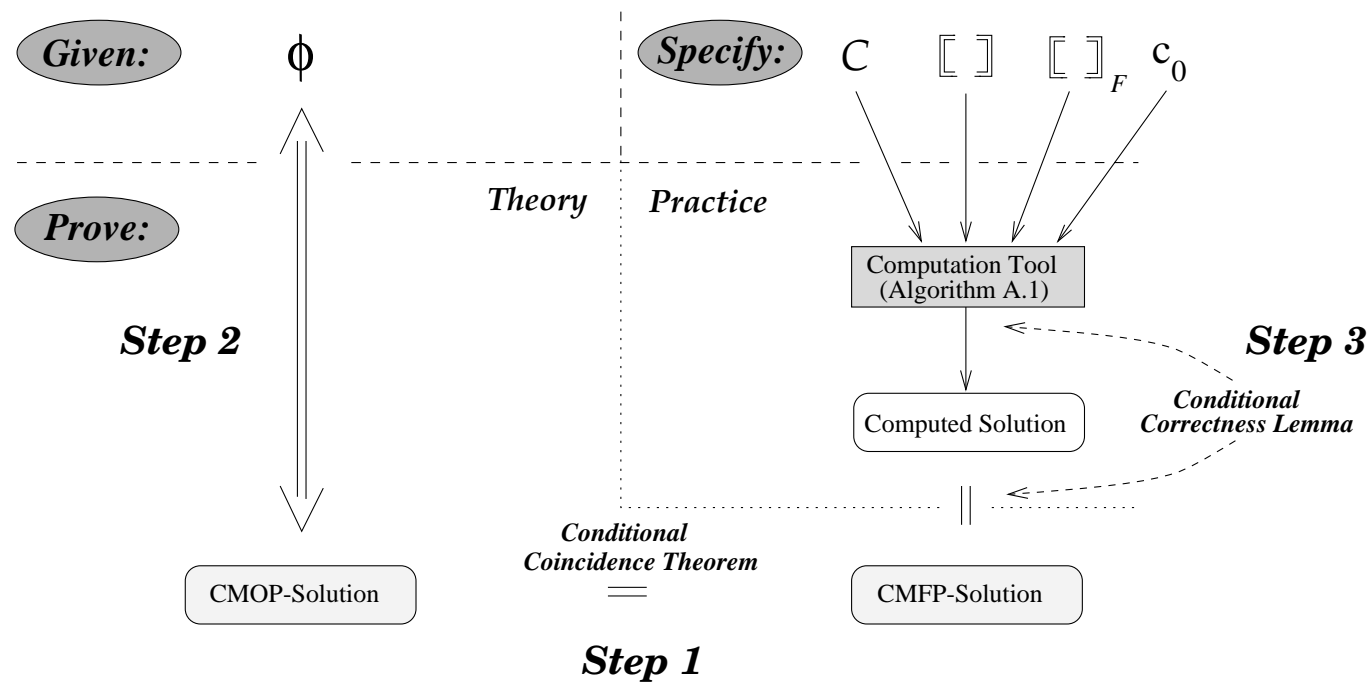 Given:
ϕ
Specify:
C
⟦ ⟧
⟦ ⟧F
c0
Theory
Practice
Prove:
Computation Tool
(Algorithm A.1)
Step 2
Step 3
Conditional
Correctness Lemma
Computed Solution
Conditional
Coincidence Theorem
CMOP-Solution
CMFP-Solution
Step 1